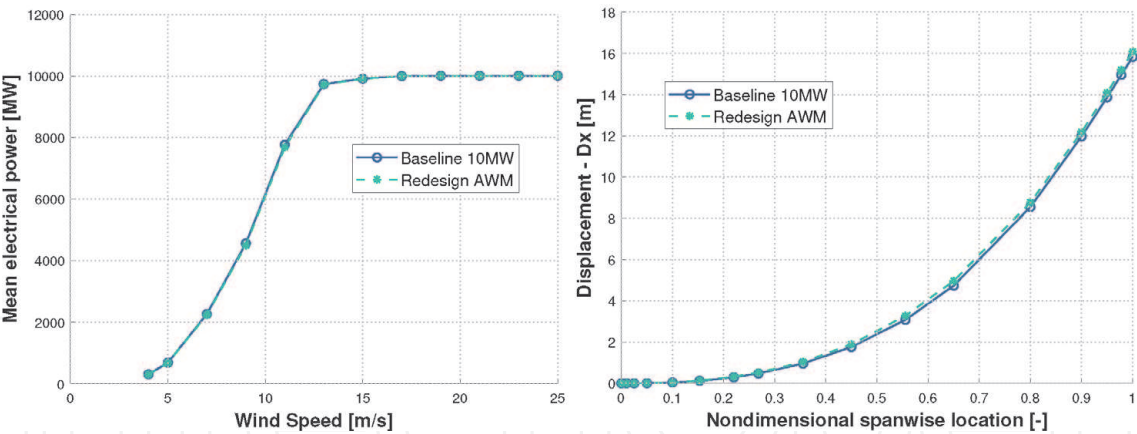 12000
10000
8000
6000
4000
2000
0
Mean electrical power [MW]
Baseline 10MW
Redesign AWM
0 5 10 15 20 25
Wind Speed [m/s]
18
16
14
12
10
8
6
4
2
0
Displacement - Dx [m]
Baseline 10MW
Redesign AWM
0 0.1 0.2 0.3 0.4 0.5 0.6 0.7 0.8 0.9 1
Nondimensional spanwise location [-]